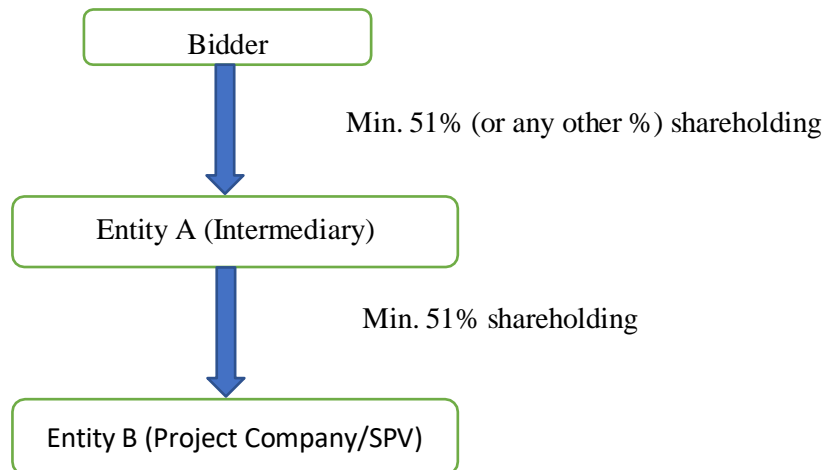 Bidder
Min. 51% (or any other %) shareholding
Entity A (Intermediary)
Min. 51% shareholding
Entity B (Project Company/SPV)